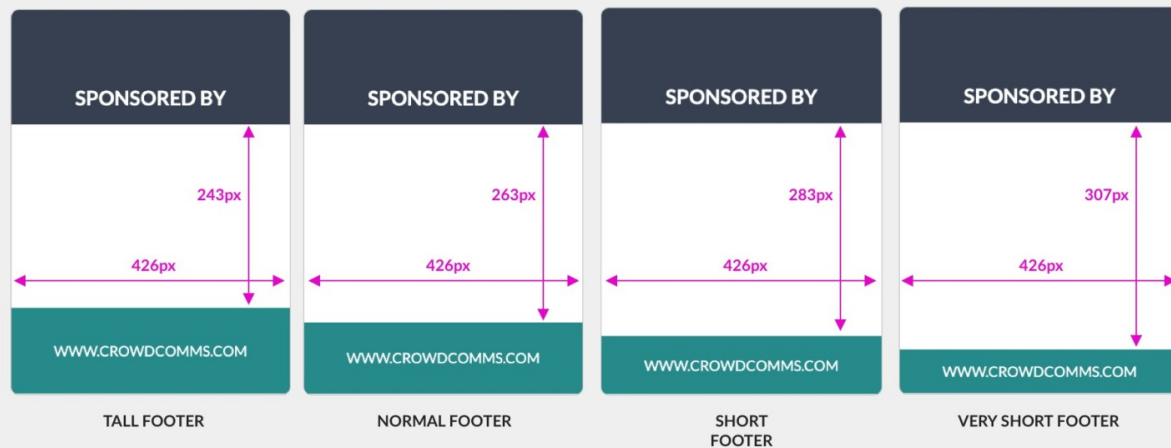 SPONSORED BY
243px
426px
WWW.CROWDCOMMS.COM
TALL FOOTER
SPONSORED BY
263px
426px
WWW.CROWDCOMMS.COM
NORMAL FOOTER
SPONSORED BY
283px
426px
WWW.CROWDCOMMS.COM
SHORT
FOOTER
SPONSORED BY
307px
426px
WWW.CROWDCOMMS.COM
VERY SHORT FOOTER